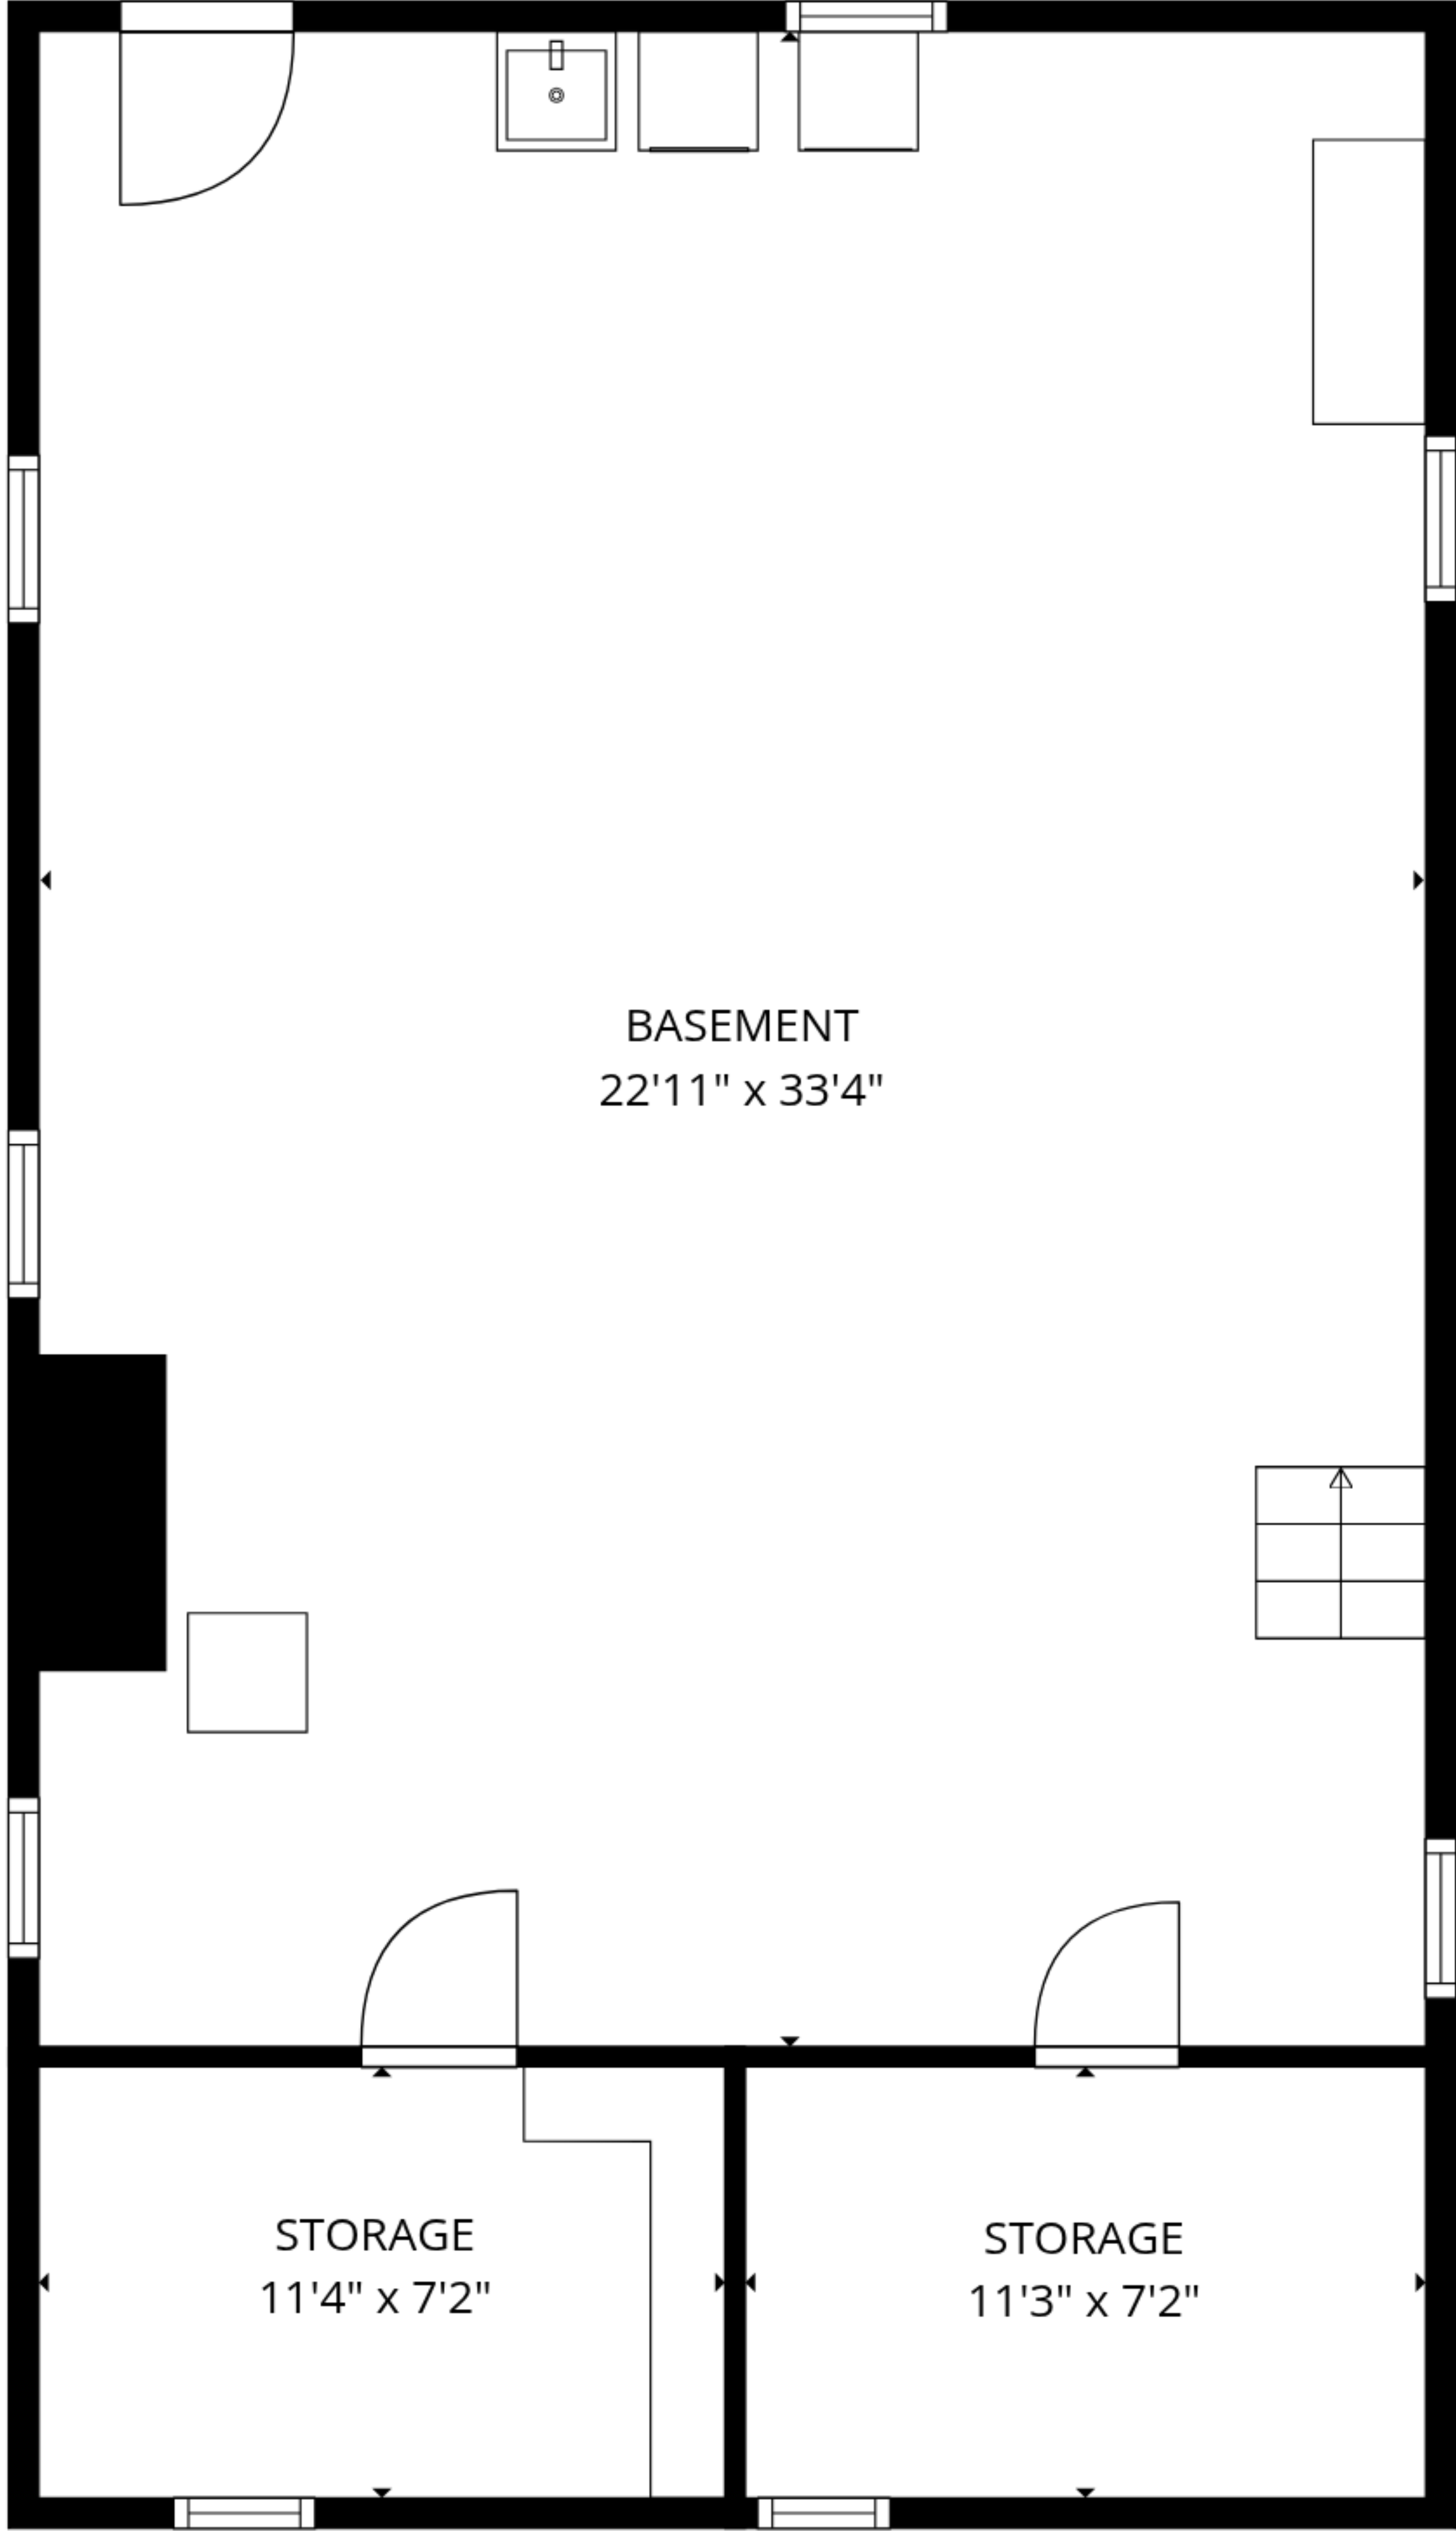 BASEMENT
22'11" x 33'4"
STORAGE
11'4" x 7'2"
STORAGE
11'3" x 7'2"